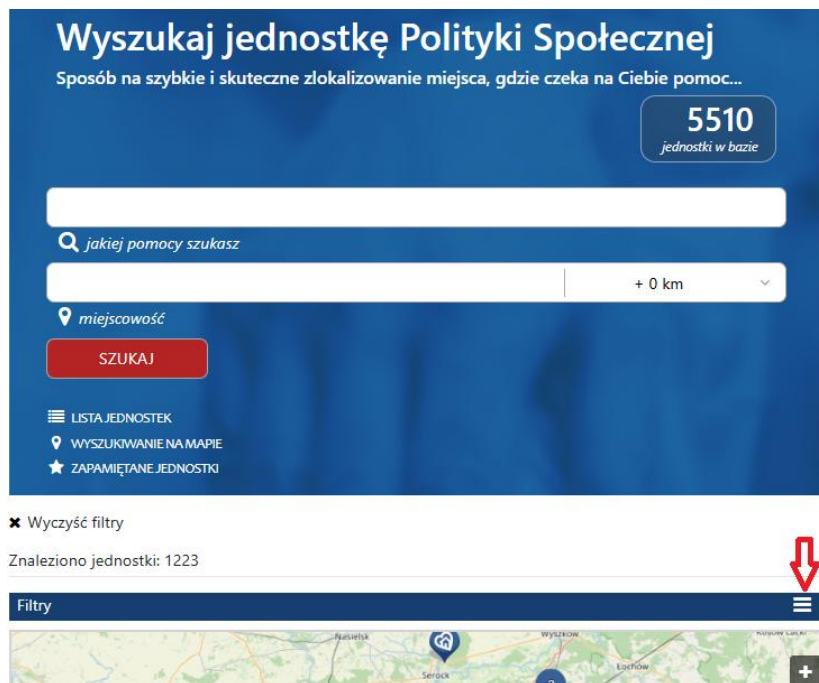 Wyszukaj jednostkę Polityki Społecznej
Sposób na szybkie i skuteczne zlokalizowanie miejsca, gdzie czeka na Ciebie pomoc...
5510
jednostki w bazie
jakiej pomocy szukasz
+ 0 km
miejscowość
SZUKAJ
LISTA JEDNOSTEK
WYSZUKIWANIE NA MAPIE
ZAPAMIĘTANE JEDNOSTKI
Wyczyść filtry
Znaleziono jednostki: 1223
Filtry
Nasielsk
Wyszków
Serock
Łochów
+